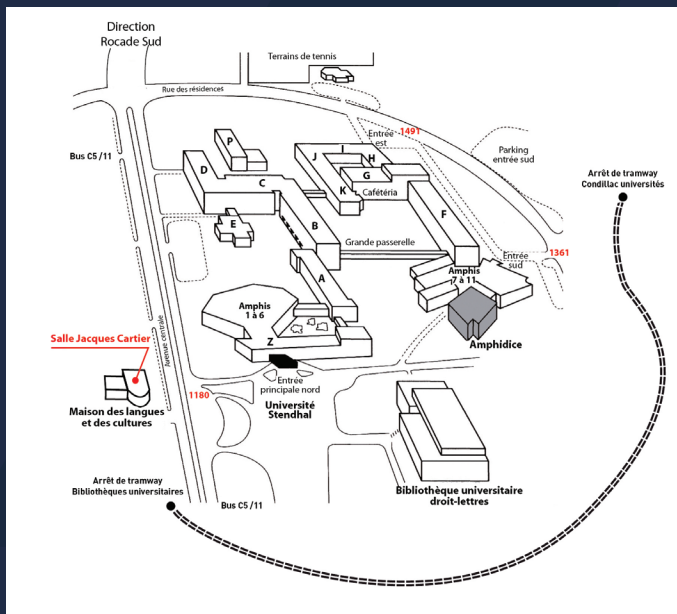 Direction
Rocade Sud
Terrains de tennis
Rue des résidences
Entrée
est
1491
Parking
entrée sud
Bus C5 /11
Arrêt de tramway
Condillac universités
P
D
C
E
I
J
H
G
K
Cafétéria
B
F
Grande passerelle
Entrée
sud
1361
A
Amphis
7 à 11
Amphis
1 à 6
Z
Amphidice
Salle Jacques Cartier
Avenue centrale
Entrée
principale nord
Université
Stendhal
1180
Maison des langues
et des cultures
Arrêt de tramway
Bibliothèques universitaires
Bus C5 /11
Bibliothèque universitaire
droit-lettres